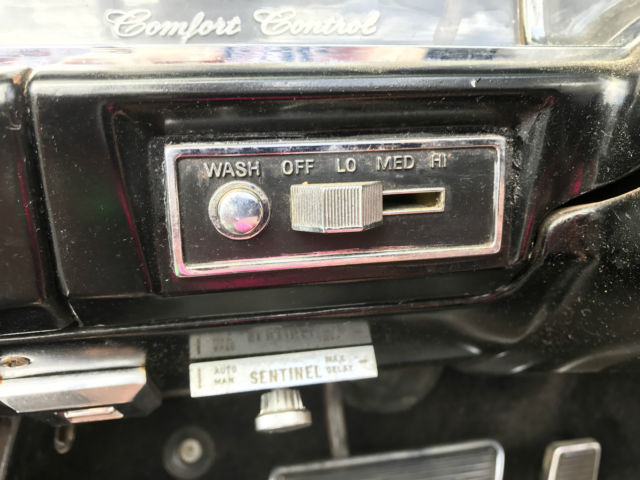 Comfort Control
WASH OFF LO MED HI
AUTO
MAN
SENTINEL
MAX
DELAY